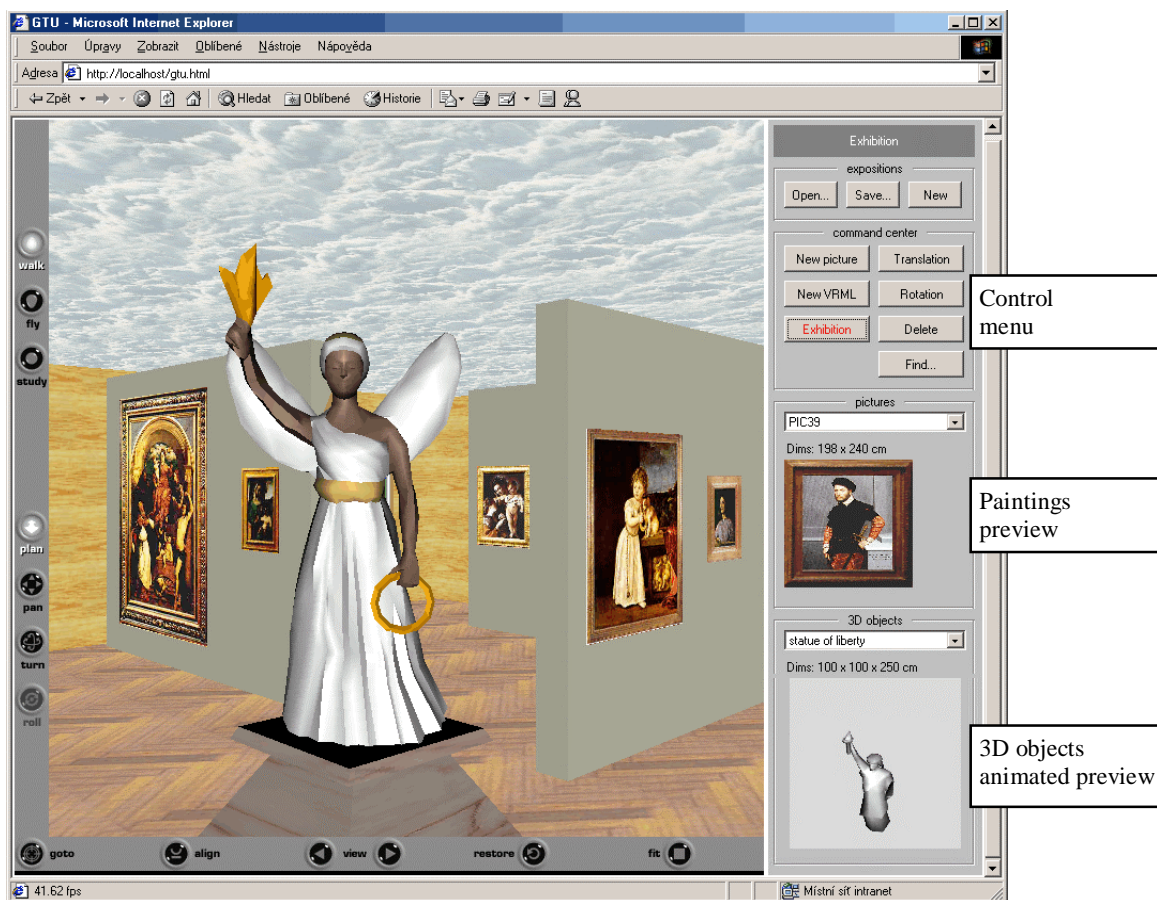 GTU - Microsoft Internet Explorer
Soubor Úpravy Zobrazit Oblíbené Nástroje Nápověda
Adresa http://localhost/gtu.html
Zpět Hledat Oblíbené Historie
Exhibition
expositions
Open... Save... New
command center
New picture Translation
New VRML Rotation
Exhibition Delete
Find...
Control
menu
pictures
PIC39
Dims: 198 x 240 cm
Paintings
preview
3D objects
statue of liberty
Dims: 100 x 100 x 250 cm
3D objects
animated preview
walk
fly
study
plan
pan
turn
roll
goto align view restore fit
41.62 fps Místní síť intranet